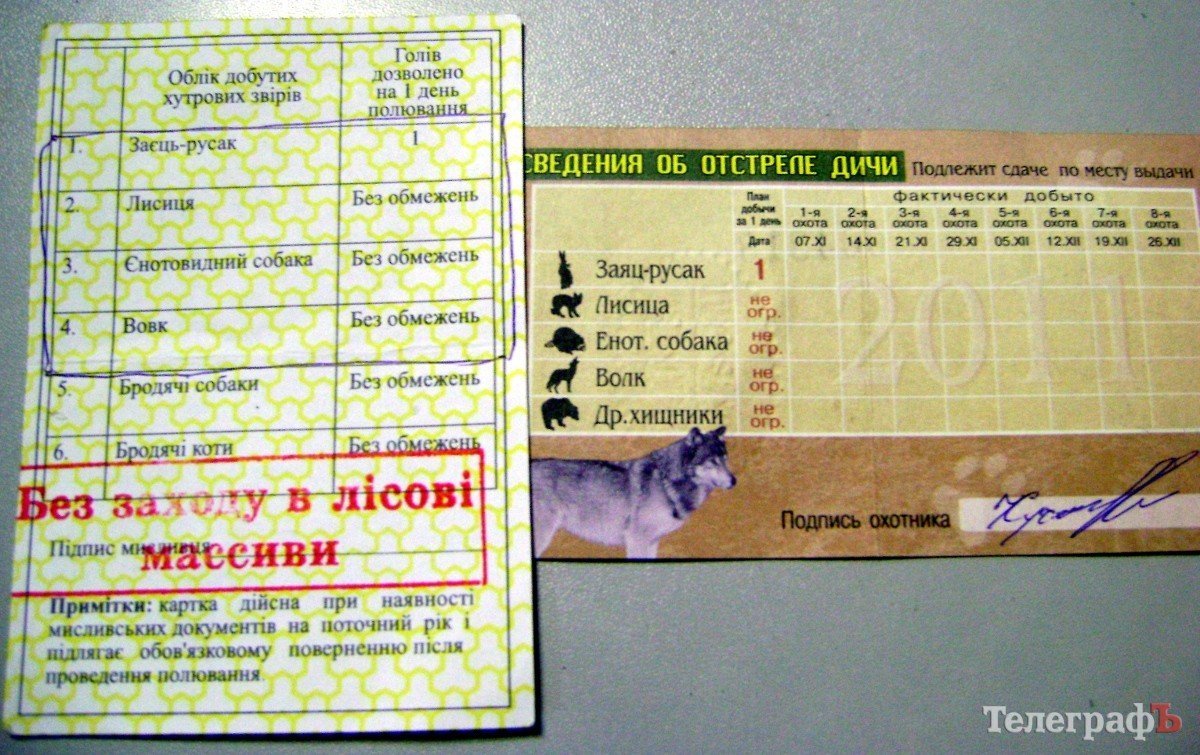 Облік добутих
хутрових звірів
Голів
дозволено
на 1 день
полювання
1. Заєць-русак 1
2. Лисиця Без обмежень
3. Єнотовидний собака Без обмежень
4. Вовк Без обмежень
5. Бродячі собаки Без обмежень
6. Бродячі коти Без обмежень
Без заходу в лісові
массиви
Підпис мисливця
Примітки: картка дійсна при наявності
мисливських документів на поточний рік і
підлягає обов'язковому поверненню після
проведення полювання.
СВЕДЕНИЯ ОБ ОТСТРЕЛЕ ДИЧИ Подлежит сдаче по месту выдачи
План
добычи
за 1 день
фактически добыто
1-я охота 2-я охота 3-я охота 4-я охота 5-я охота 6-я охота 7-я охота 8-я охота
Дата 07.XI 14.XI 21.XI 29.XI 05.XII 12.XII 19.XII 26.XII
Заяц-русак 1
Лисица не огр.
Енот. собака не огр.
Волк не огр.
Др.хищники не огр.
2011
Подпись охотника
ТелеграфЪ